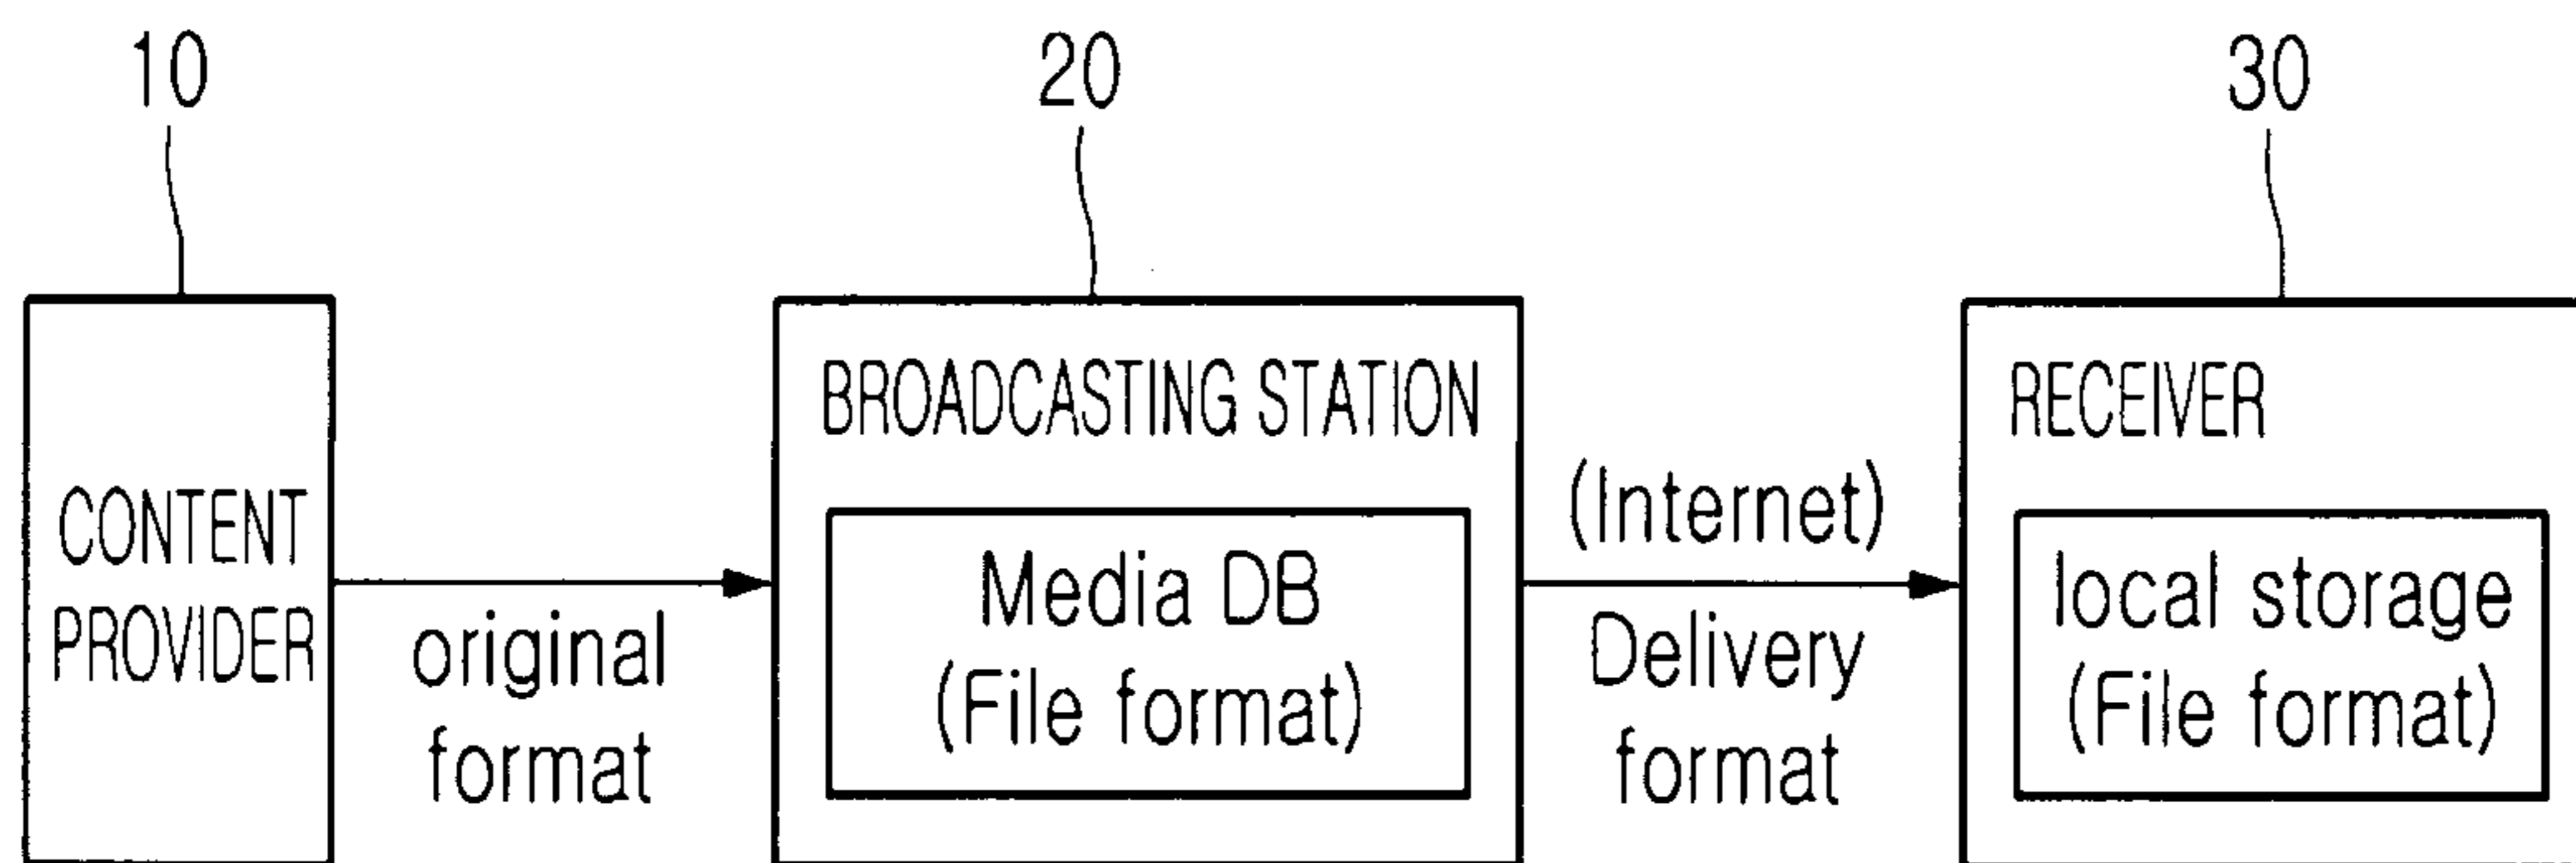 10
20
30
CONTENT
PROVIDER
original
format
BROADCASTING STATION
Media DB
(File format)
(Internet)
Delivery
format
RECEIVER
local storage
(File format)